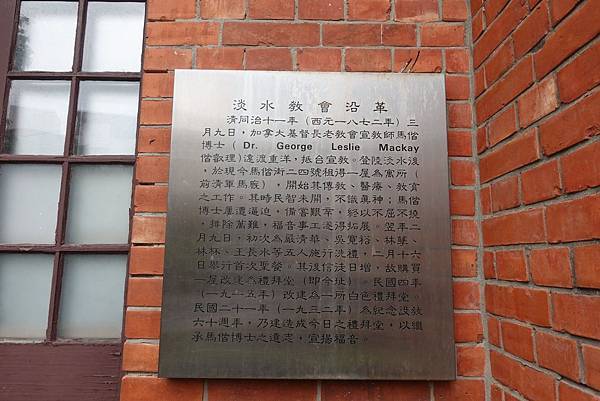 淡水教會沿革
清同治十一年（西元一八七二年）三
月九日，加拿大基督長老教會宣教師馬偕
博士（Dr. George Leslie Mackay
偕叡理）遠渡重洋，抵台宣教。登陸淡水後
，於現今馬偕街二四號租得一屋為寓所（
前清軍馬廄），開始其傳教、醫療、教育
之工作。其時民智未開，不識真神；馬偕
博士屢遭逼迫，備嘗艱辛，終以不屈不撓
，排除萬難，福音事工遂得拓展。翌年二
月九日，初次為嚴清華、吳寬裕、林孽、
林杯、王長水等五人施行洗禮，二月十六
日舉行首次聖餐。其後信徒日增，故購買
一屋改建為禮拜堂（即今址）。民國四年
（一九一五年）改建為一所白色禮拜堂。
民國二十一年（一九三二年）為紀念設教
六十週年，乃建造成今日之禮拜堂，以繼
承馬偕博士之遺志，宣揚福音。